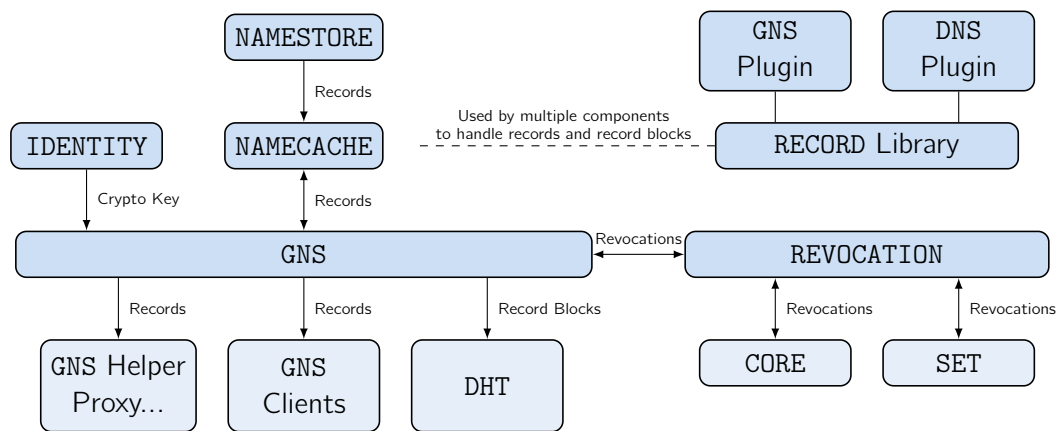 NAMESTORE
GNS
Plugin
DNS
Plugin
Records
Used by multiple components
to handle records and record blocks
IDENTITY
NAMECACHE
RECORD Library
Crypto Key
Records
GNS
Revocations
REVOCATION
Records
Records
Record Blocks
Revocations
Revocations
GNS Helper
Proxy...
GNS
Clients
DHT
CORE
SET